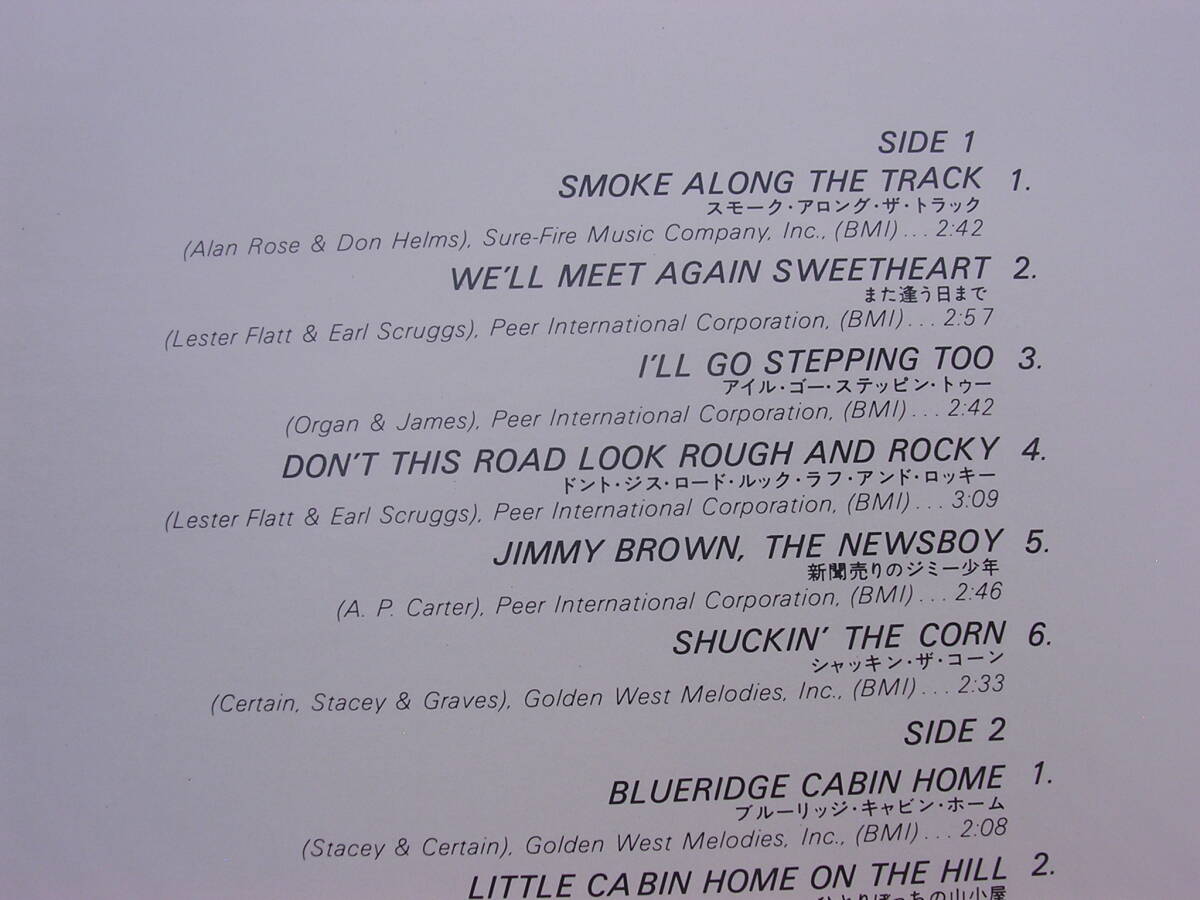 SIDE 1
SMOKE ALONG THE TRACK 1.
スモーク・アロング・ザ・トラック
(Alan Rose & Don Helms), Sure-Fire Music Company, Inc., (BMI)... 2:42
WE'LL MEET AGAIN SWEETHEART 2.
また逢う日まで
(Lester Flatt & Earl Scruggs), Peer International Corporation, (BMI)... 2:57
I'LL GO STEPPING TOO 3.
アイル・ゴー・ステッピン・トゥー
(Organ & James), Peer International Corporation, (BMI)... 2:42
DON'T THIS ROAD LOOK ROUGH AND ROCKY 4.
ドント・ジス・ロード・ルック・ラフ・アンド・ロッキー
(Lester Flatt & Earl Scruggs), Peer International Corporation, (BMI)... 3:09
JIMMY BROWN, THE NEWSBOY 5.
新聞売りのジミー少年
(A. P. Carter), Peer International Corporation, (BMI)... 2:46
SHUCKIN' THE CORN 6.
シャッキン・ザ・コーン
(Certain, Stacey & Graves), Golden West Melodies, Inc., (BMI)... 2:33
SIDE 2
BLUERIDGE CABIN HOME 1.
ブルーリッジ・キャビン・ホーム
(Stacey & Certain), Golden West Melodies, Inc., (BMI)... 2:08
LITTLE CABIN HOME ON THE HILL 2.
ひとりぼっちの山小屋